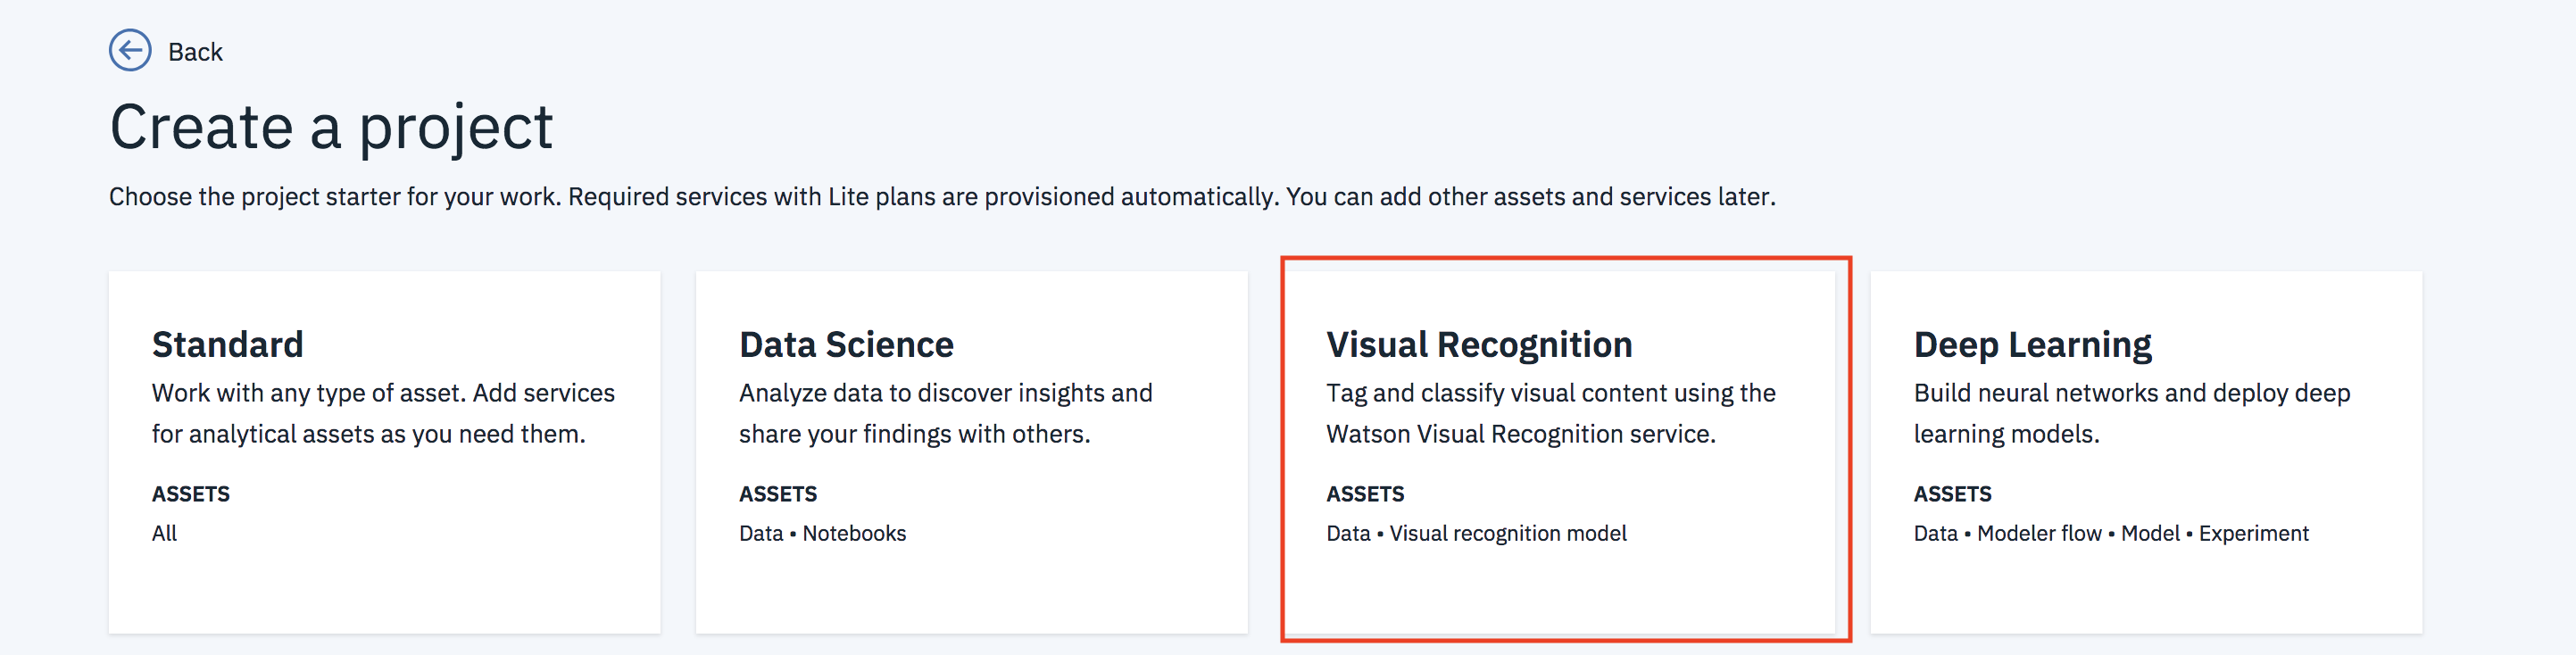 Back
Create a project
Choose the project starter for your work. Required services with Lite plans are provisioned automatically. You can add other assets and services later.
Standard
Work with any type of asset. Add services
for analytical assets as you need them.
ASSETS
All
Data Science
Analyze data to discover insights and
share your findings with others.
ASSETS
Data • Notebooks
Visual Recognition
Tag and classify visual content using the
Watson Visual Recognition service.
ASSETS
Data • Visual recognition model
Deep Learning
Build neural networks and deploy deep
learning models.
ASSETS
Data • Modeler flow • Model • Experiment